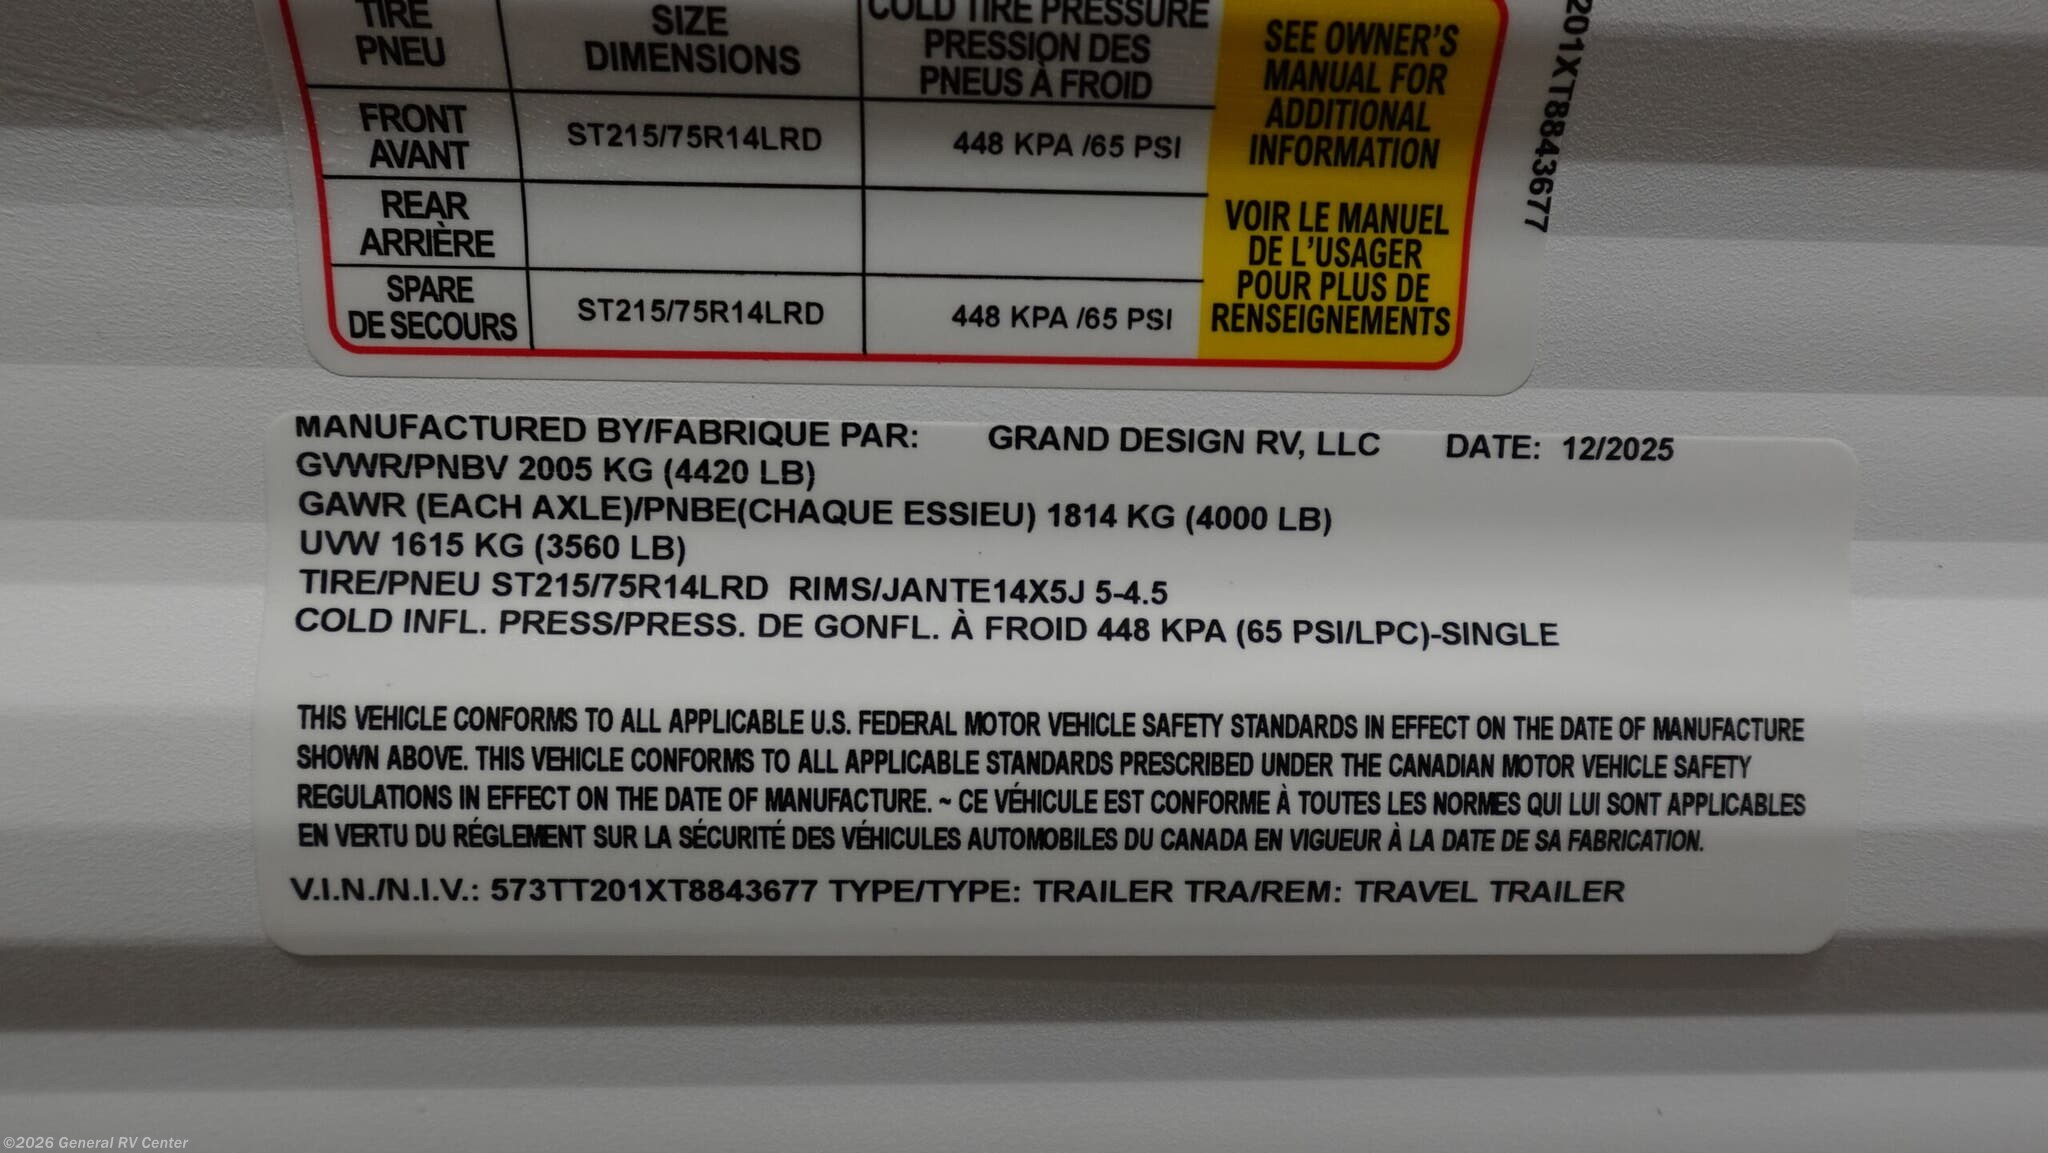 TIRE SIZE COLD TIRE PRESSURE
PNEU DIMENSIONS PRESSION DES
PNEUS À FROID
FRONT ST215/75R14LRD 448 KPA /65 PSI
AVANT
REAR
ARRIÈRE
SPARE ST215/75R14LRD 448 KPA /65 PSI
DE SECOURS
SEE OWNER'S
MANUAL FOR
ADDITIONAL
INFORMATION
VOIR LE MANUEL
DE L'USAGER
POUR PLUS DE
RENSEIGNEMENTS
201XT8843677
MANUFACTURED BY/FABRIQUE PAR: GRAND DESIGN RV, LLC DATE: 12/2025
GVWR/PNBV 2005 KG (4420 LB)
GAWR (EACH AXLE)/PNBE(CHAQUE ESSIEU) 1814 KG (4000 LB)
UVW 1615 KG (3560 LB)
TIRE/PNEU ST215/75R14LRD RIMS/JANTE14X5J 5-4.5
COLD INFL. PRESS/PRESS. DE GONFL. À FROID 448 KPA (65 PSI/LPC)-SINGLE
THIS VEHICLE CONFORMS TO ALL APPLICABLE U.S. FEDERAL MOTOR VEHICLE SAFETY STANDARDS IN EFFECT ON THE DATE OF MANUFACTURE
SHOWN ABOVE. THIS VEHICLE CONFORMS TO ALL APPLICABLE STANDARDS PRESCRIBED UNDER THE CANADIAN MOTOR VEHICLE SAFETY
REGULATIONS IN EFFECT ON THE DATE OF MANUFACTURE. ~ CE VÉHICULE EST CONFORME À TOUTES LES NORMES QUI LUI SONT APPLICABLES
EN VERTU DU RÉGLEMENT SUR LA SÉCURITÉ DES VÉHICULES AUTOMOBILES DU CANADA EN VIGUEUR À LA DATE DE SA FABRICATION.
V.I.N./N.I.V.: 573TT201XT8843677 TYPE/TYPE: TRAILER TRA/REM: TRAVEL TRAILER
©2026 General RV Center